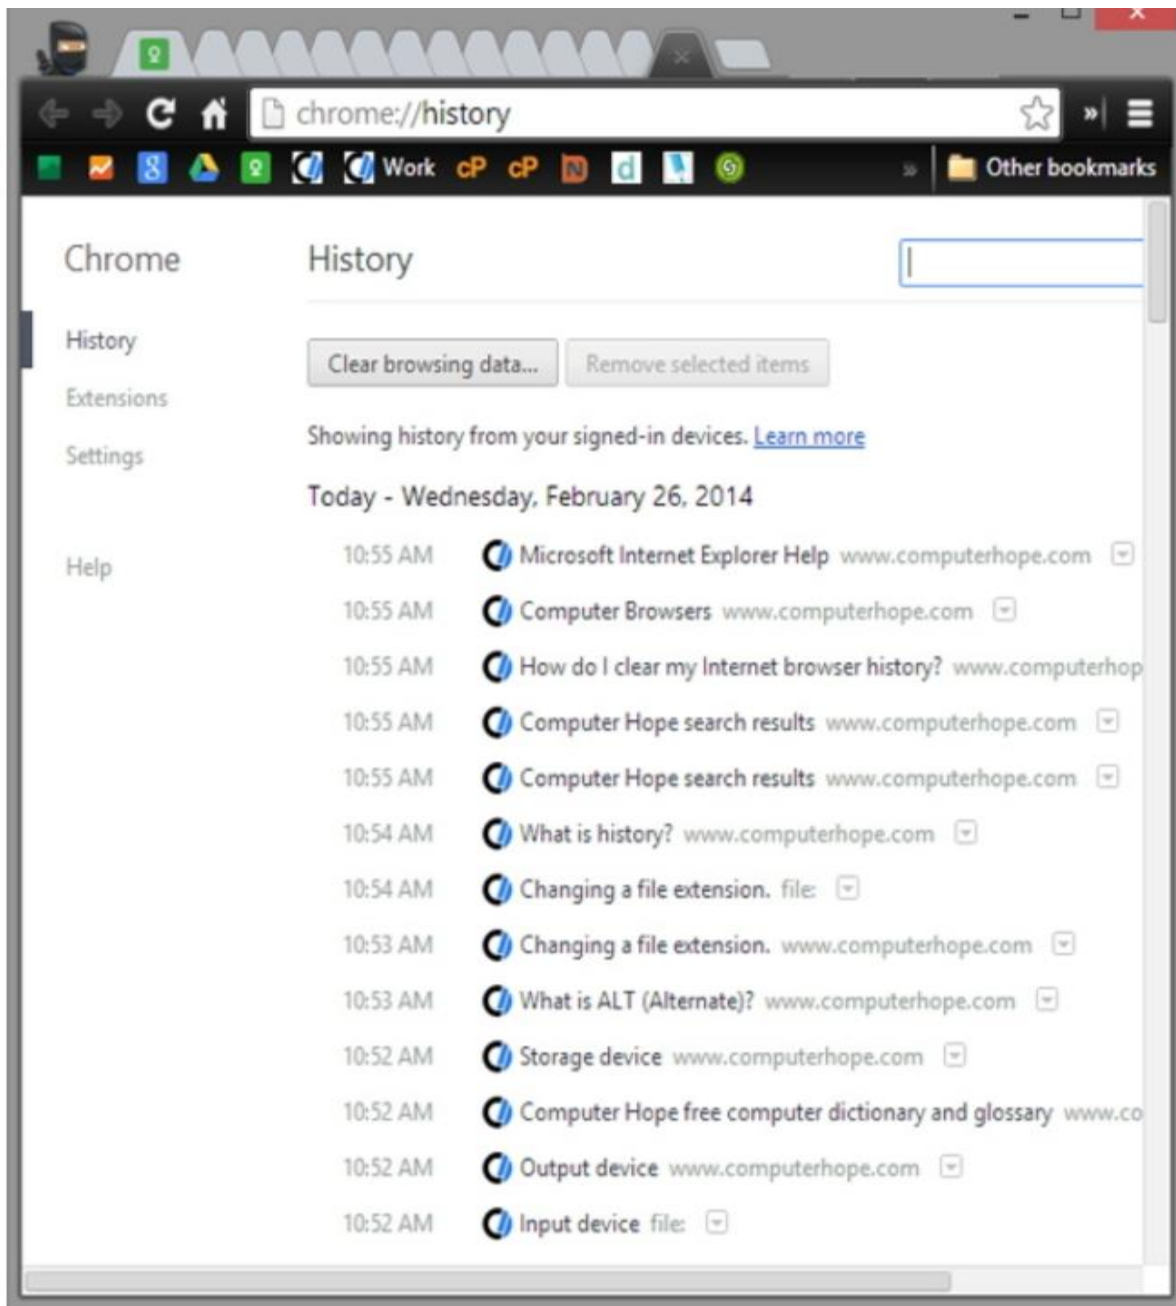 chrome://history
Work cP cP d Other bookmarks
Chrome
History
History
Extensions
Settings
Help
Clear browsing data... Remove selected items
Showing history from your signed-in devices. Learn more
Today - Wednesday, February 26, 2014
10:55 AM Microsoft Internet Explorer Help www.computerhope.com
10:55 AM Computer Browsers www.computerhope.com
10:55 AM How do I clear my Internet browser history? www.computerhop
10:55 AM Computer Hope search results www.computerhope.com
10:55 AM Computer Hope search results www.computerhope.com
10:54 AM What is history? www.computerhope.com
10:54 AM Changing a file extension. file:
10:53 AM Changing a file extension. www.computerhope.com
10:53 AM What is ALT (Alternate)? www.computerhope.com
10:52 AM Storage device www.computerhope.com
10:52 AM Computer Hope free computer dictionary and glossary www.co
10:52 AM Output device www.computerhope.com
10:52 AM Input device file: